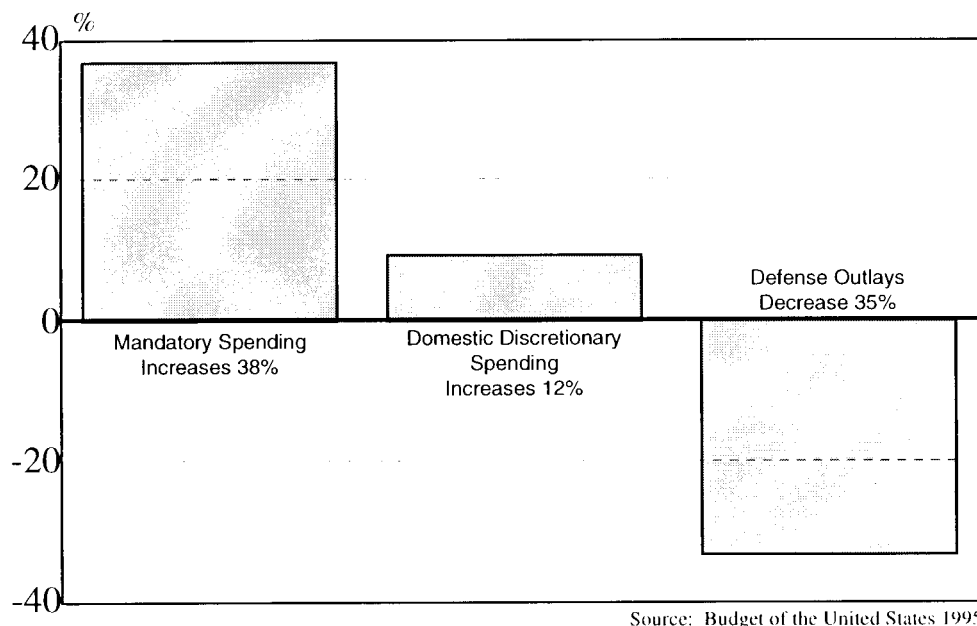 %
40
20
0
-20
-40
Mandatory Spending
Increases 38%
Domestic Discretionary
Spending
Increases 12%
Defense Outlays
Decrease 35%
Source: Budget of the United States 1995